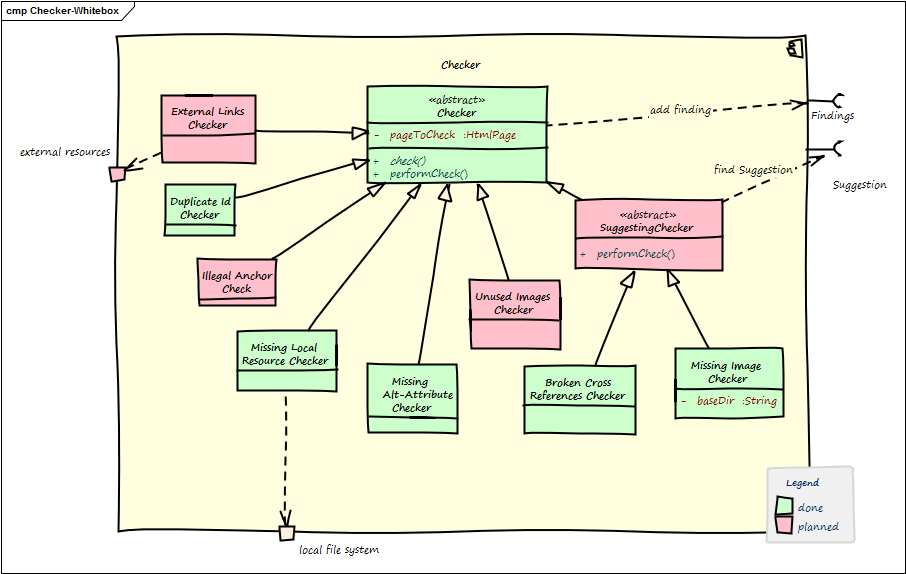 cmp Checker-Whitebox
Checker
«abstract»
Checker
- pageToCheck :HtmlPage
+ check()
+ performCheck()
External Links
Checker
add finding
Findings
external resources
find Suggestion
Suggestion
Duplicate Id
Checker
«abstract»
SuggestingChecker
+ performCheck()
Illegal Anchor
Check
Unused Images
Checker
Missing Local
Resource Checker
Missing
Alt-Attribute
Checker
Broken Cross
References Checker
Missing Image
Checker
- baseDir :String
Legend
done
planned
local file system